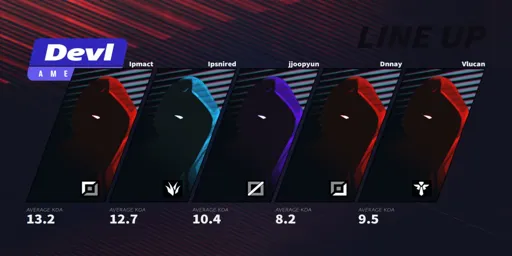 LINE UP
Devl
AME
Ipmact
Ipsnired
jjoopyun
Dnnay
Vlucan
AVERAGE KDA
AVERAGE KDA
AVERAGE KDA
AVERAGE KDA
AVERAGE KDA
13.2
12.7
10.4
8.2
9.5